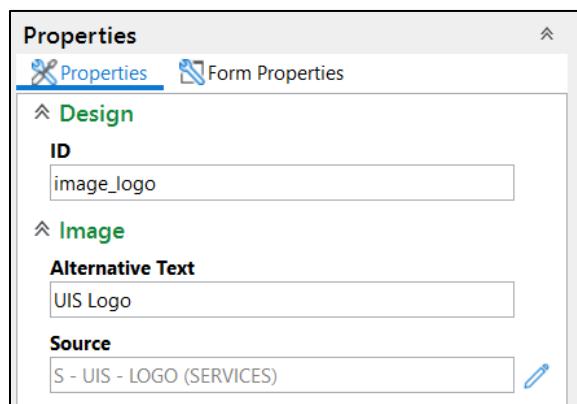 Properties
Properties Form Properties
Design
ID
image_logo
Image
Alternative Text
UIS Logo
Source
S - UIS - LOGO (SERVICES)